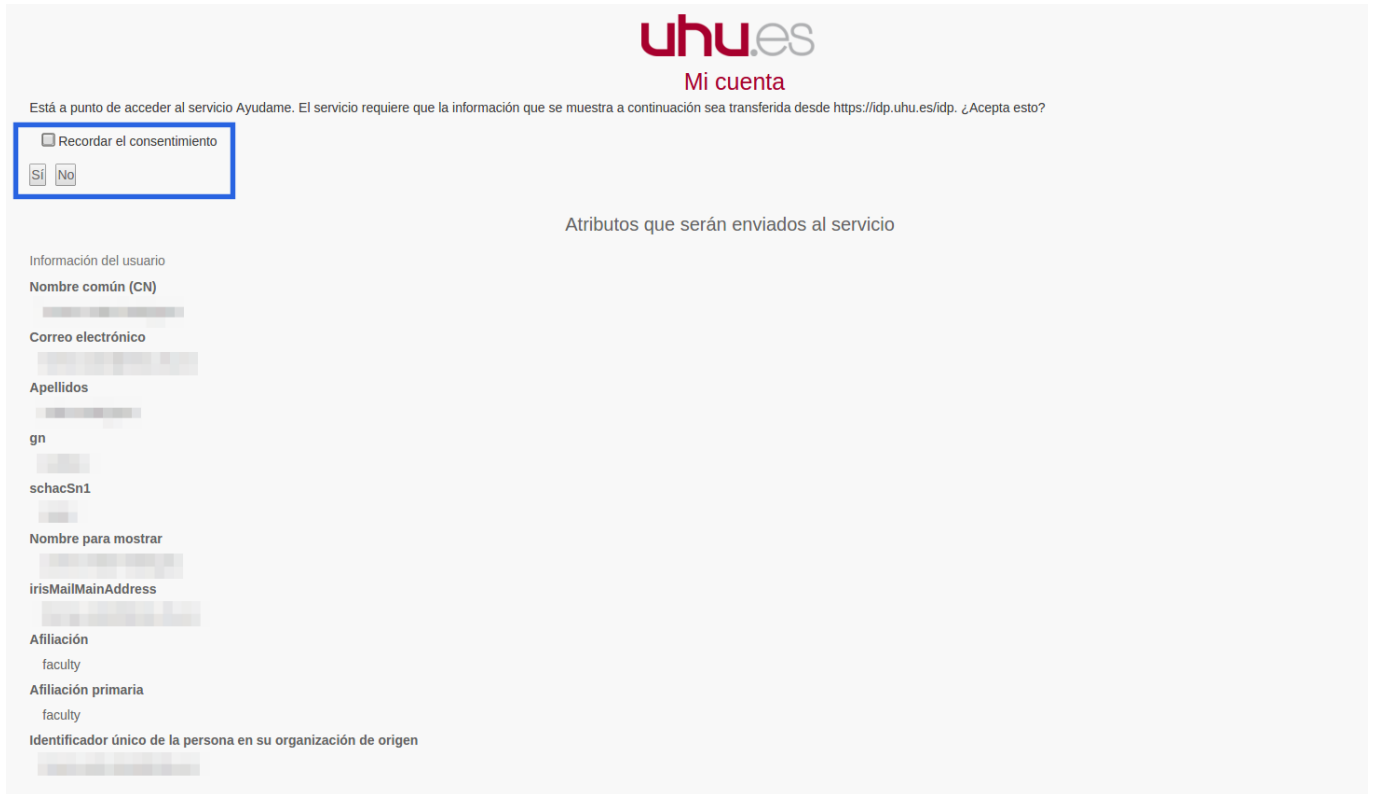 uhu.es
Mi cuenta
Está a punto de acceder al servicio Ayudame. El servicio requiere que la información que se muestra a continuación sea transferida desde https://idp.uhu.es/idp. ¿Acepta esto?
Recordar el consentimiento
Sí No
Atributos que serán enviados al servicio
Información del usuario
Nombre común (CN)
Correo electrónico
Apellidos
gn
schacSn1
Nombre para mostrar
irisMailMainAddress
Afiliación
faculty
Afiliación primaria
faculty
Identificador único de la persona en su organización de origen